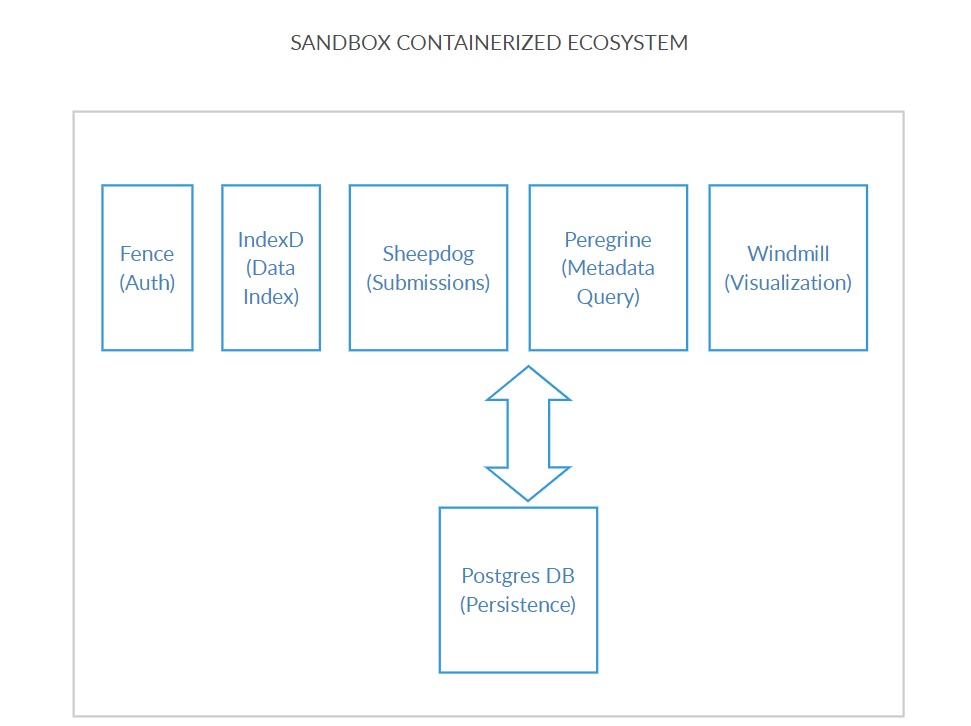 SANDBOX CONTAINERIZED ECOSYSTEM
Fence
(Auth)
IndexD
(Data
Index)
Sheepdog
(Submissions)
Peregrine
(Metadata
Query)
Windmill
(Visualization)
Postgres DB
(Persistence)